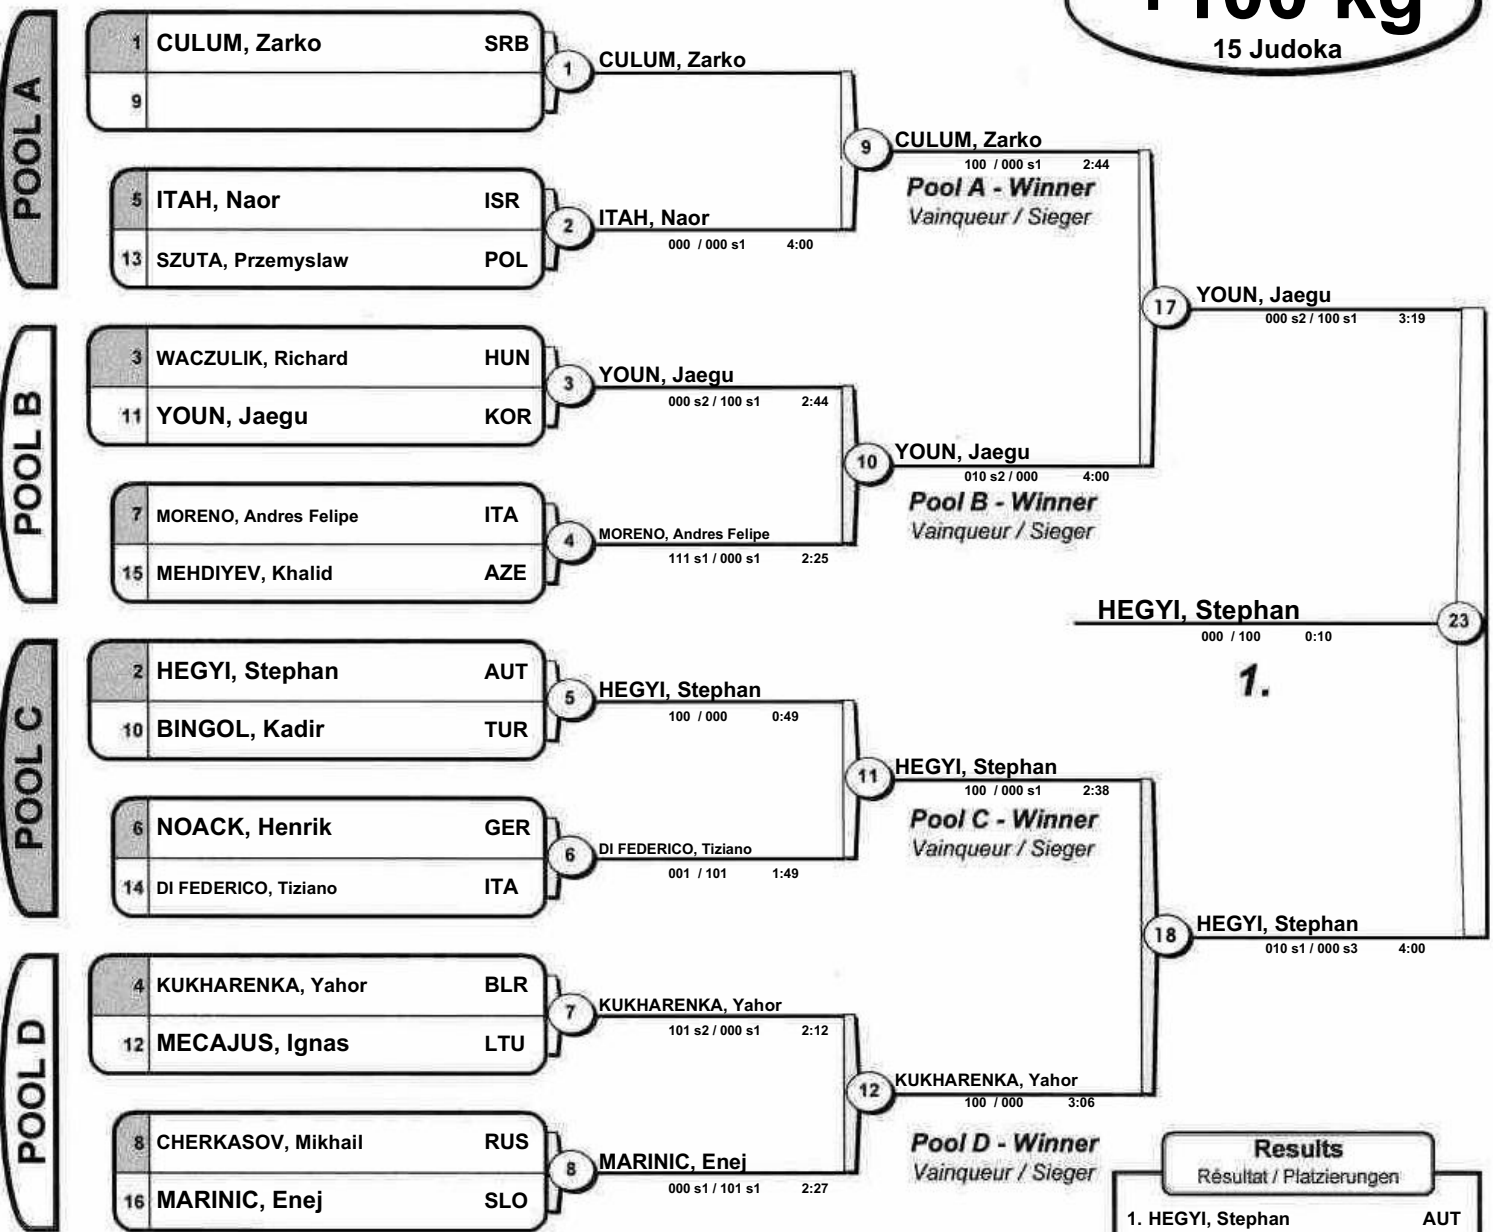 +100 kg
15 Judoka
POOL A
1 CULUM, Zarko SRB
9
1
CULUM, Zarko
5 ITAH, Naor ISR
13 SZUTA, Przemyslaw POL
2
ITAH, Naor
000 / 000 s1 4:00
9
CULUM, Zarko
100 / 000 s1 2:44
Pool A - Winner
Vainqueur / Sieger
POOL B
3 WACZULIK, Richard HUN
11 YOUN, Jaegu KOR
3
YOUN, Jaegu
000 s2 / 100 s1 2:44
7 MORENO, Andres Felipe ITA
15 MEHDIYEV, Khalid AZE
4
MORENO, Andres Felipe
111 s1 / 000 s1 2:25
10
YOUN, Jaegu
010 s2 / 000 4:00
Pool B - Winner
Vainqueur / Sieger
17
YOUN, Jaegu
000 s2 / 100 s1 3:19
HEGYI, Stephan
23
000 / 100 0:10
1.
POOL C
2 HEGYI, Stephan AUT
10 BINGOL, Kadir TUR
5
HEGYI, Stephan
100 / 000 0:49
6 NOACK, Henrik GER
14 DI FEDERICO, Tiziano ITA
6
DI FEDERICO, Tiziano
001 / 101 1:49
11
HEGYI, Stephan
100 / 000 s1 2:38
Pool C - Winner
Vainqueur / Sieger
POOL D
4 KUKHARENKA, Yahor BLR
12 MECAJUS, Ignas LTU
7
KUKHARENKA, Yahor
101 s2 / 000 s1 2:12
8 CHERKASOV, Mikhail RUS
16 MARINIC, Enej SLO
8
MARINIC, Enej
000 s1 / 101 s1 2:27
12
KUKHARENKA, Yahor
100 / 000 3:06
Pool D - Winner
Vainqueur / Sieger
18
HEGYI, Stephan
010 s1 / 000 s3 4:00
Results
Résultat / Platzierungen
1. HEGYI, Stephan AUT